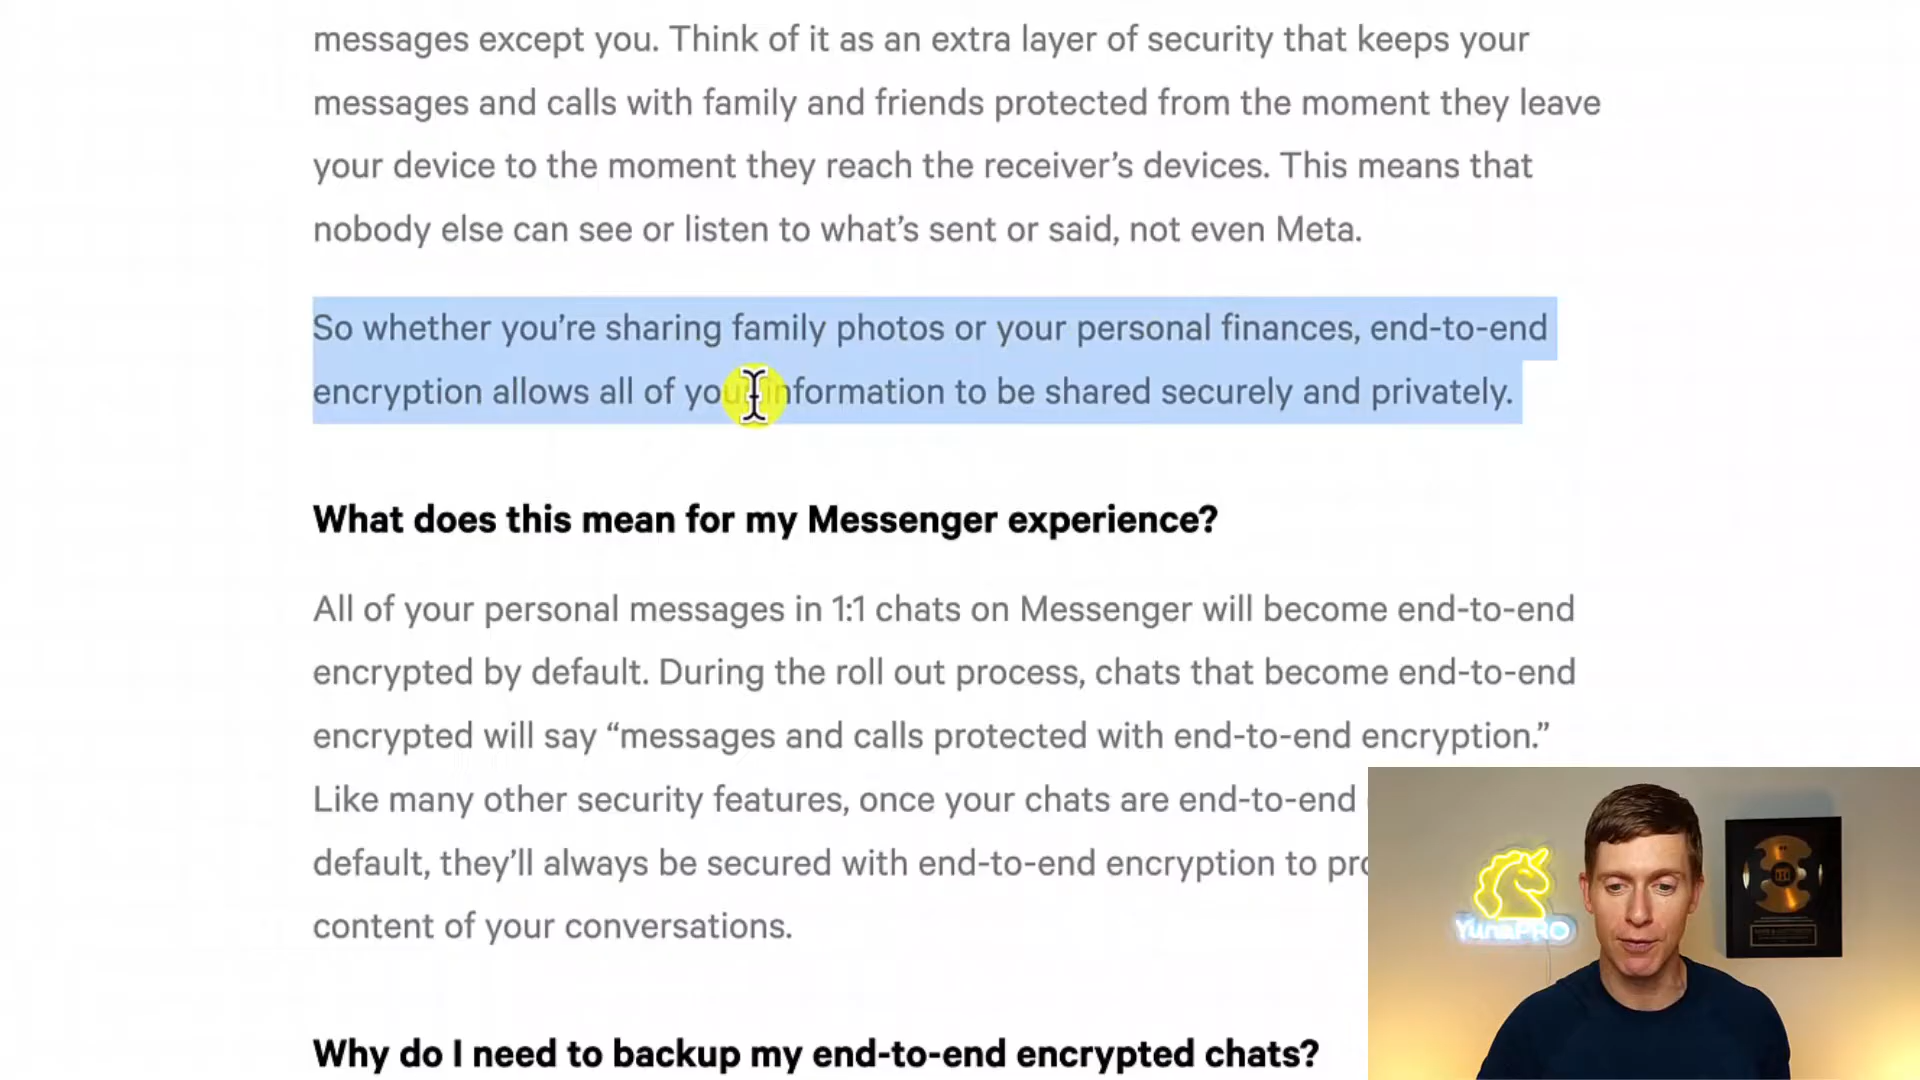 messages except you. Think of it as an extra layer of security that keeps your
messages and calls with family and friends protected from the moment they leave
your device to the moment they reach the receiver’s devices. This means that
nobody else can see or listen to what’s sent or said, not even Meta.
So whether you’re sharing family photos or your personal finances, end-to-end
encryption allows all of your information to be shared securely and privately.
What does this mean for my Messenger experience?
All of your personal messages in 1:1 chats on Messenger will become end-to-end
encrypted by default. During the roll out process, chats that become end-to-end
encrypted will say “messages and calls protected with end-to-end encryption.”
Like many other security features, once your chats are end-to-end
default, they’ll always be secured with end-to-end encryption to
content of your conversations.
YunaPRO
Why do I need to backup my end-to-end encrypted chats?